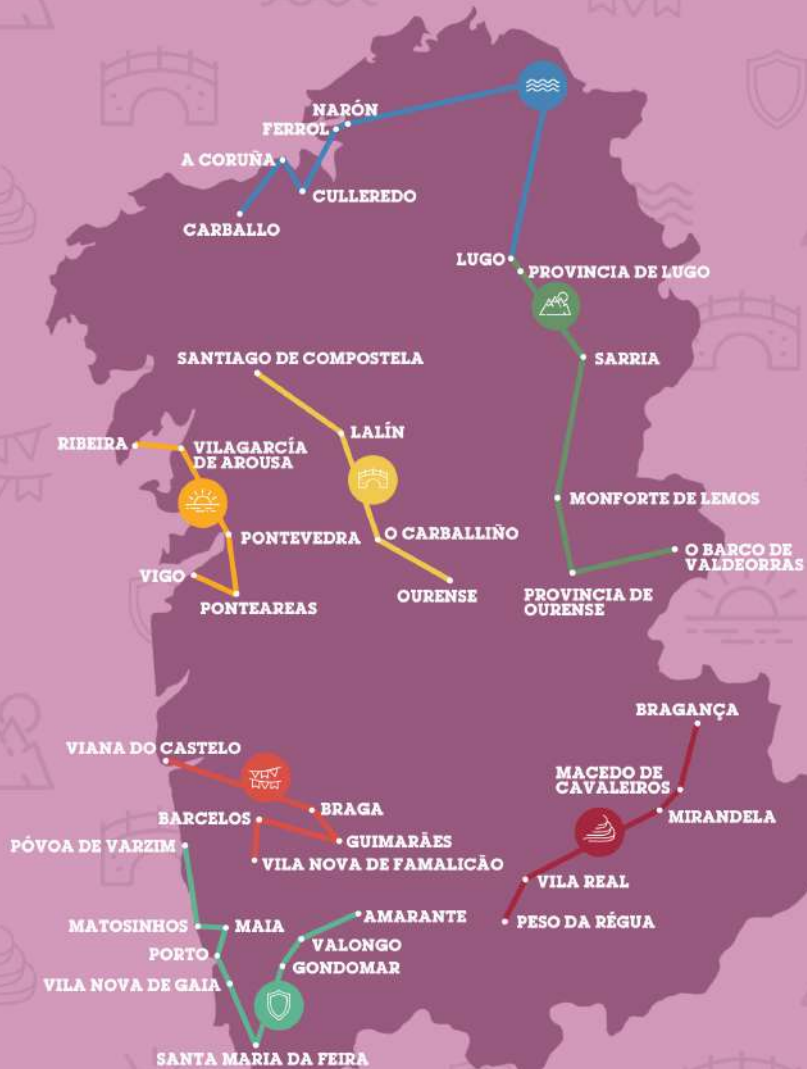 NARÓN
FERROL
A CORUÑA
CULLEREDO
CARBALLO
LUGO
PROVINCIA DE LUGO
SANTIAGO DE COMPOSTELA
SARRIA
LALÍN
RIBEIRA
VILAGARCÍA
DE AROUSA
MONFORTE DE LEMOS
PONTEVEDRA
O CARBALLIÑO
O BARCO DE
VALDEORRAS
VIGO
OURENSE
PROVINCIA DE
OURENSE
PONTEAREAS
BRAGANÇA
VIANA DO CASTELO
MACEDO DE
CAVALEIROS
BRAGA
MIRANDELA
BARCELOS
GUIMARÃES
PÓVOA DE VARZIM
VILA NOVA DE FAMALICÃO
VILA REAL
AMARANTE
PESO DA RÉGUA
MATOSINHOS
MAIA
VALONGO
PORTO
GONDOMAR
VILA NOVA DE GAIA
SANTA MARIA DA FEIRA